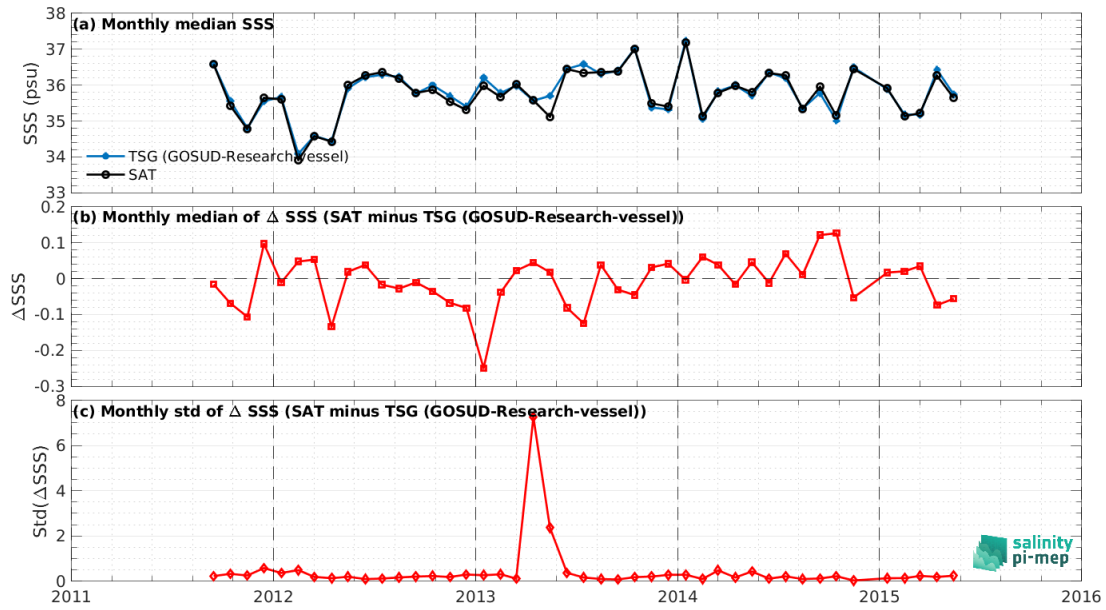 (a) Monthly median SSS
38
37
36
35
34
33
SSS (psu)
TSG (GOSUD-Research-vessel)
SAT
(b) Monthly median of Δ SSS (SAT minus TSG (GOSUD-Research-vessel))
0.2
0.1
0
-0.1
-0.2
-0.3
ΔSSS
(c) Monthly std of Δ SSS (SAT minus TSG (GOSUD-Research-vessel))
8
6
4
2
0
Std(ΔSSS)
2011 2012 2013 2014 2015 2016
salinity
pi-mep